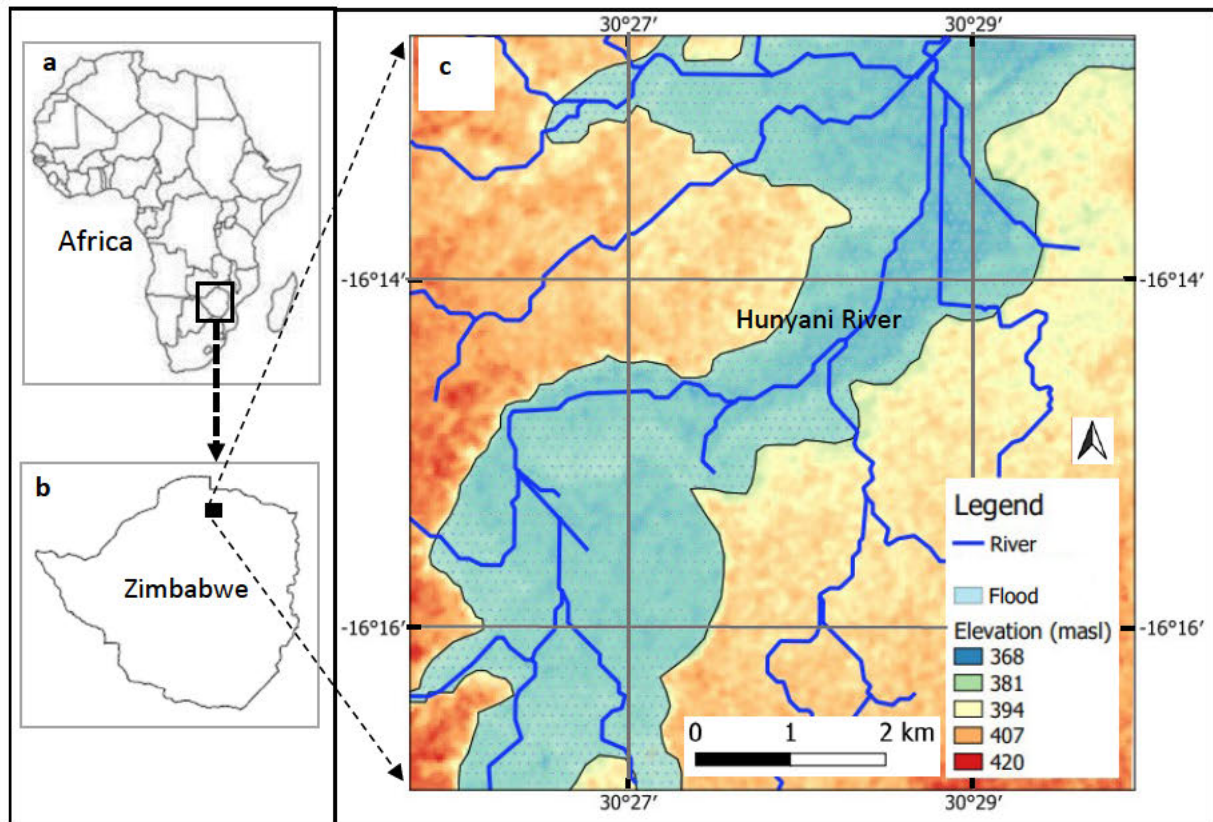 a
Africa
b
Zimbabwe
c
30°27′
30°29′
-16°14′
-16°14′
Hunyani River
-16°16′
-16°16′
Legend
River
Flood
Elevation (masl)
368
381
394
407
420
0 1 2 km
30°27′
30°29′